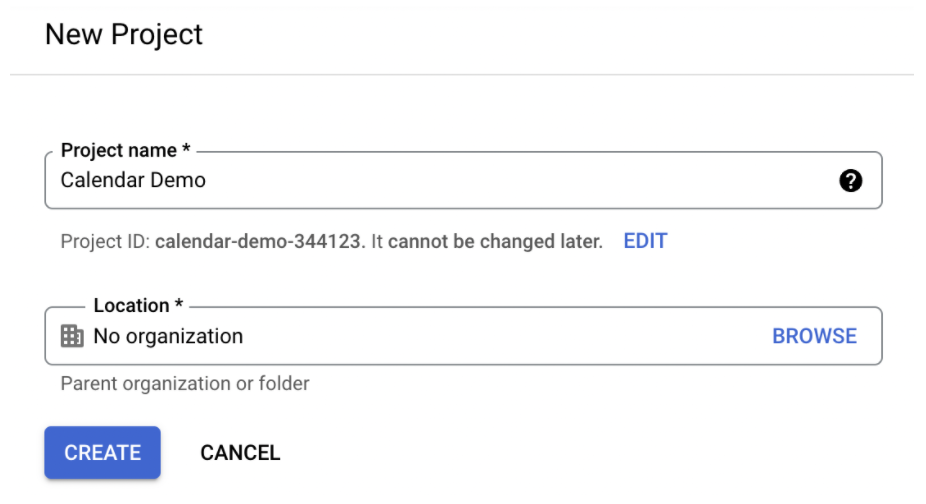 New Project
Project name *
Calendar Demo
Project ID: calendar-demo-344123. It cannot be changed later. EDIT
Location *
No organization BROWSE
Parent organization or folder
CREATE CANCEL